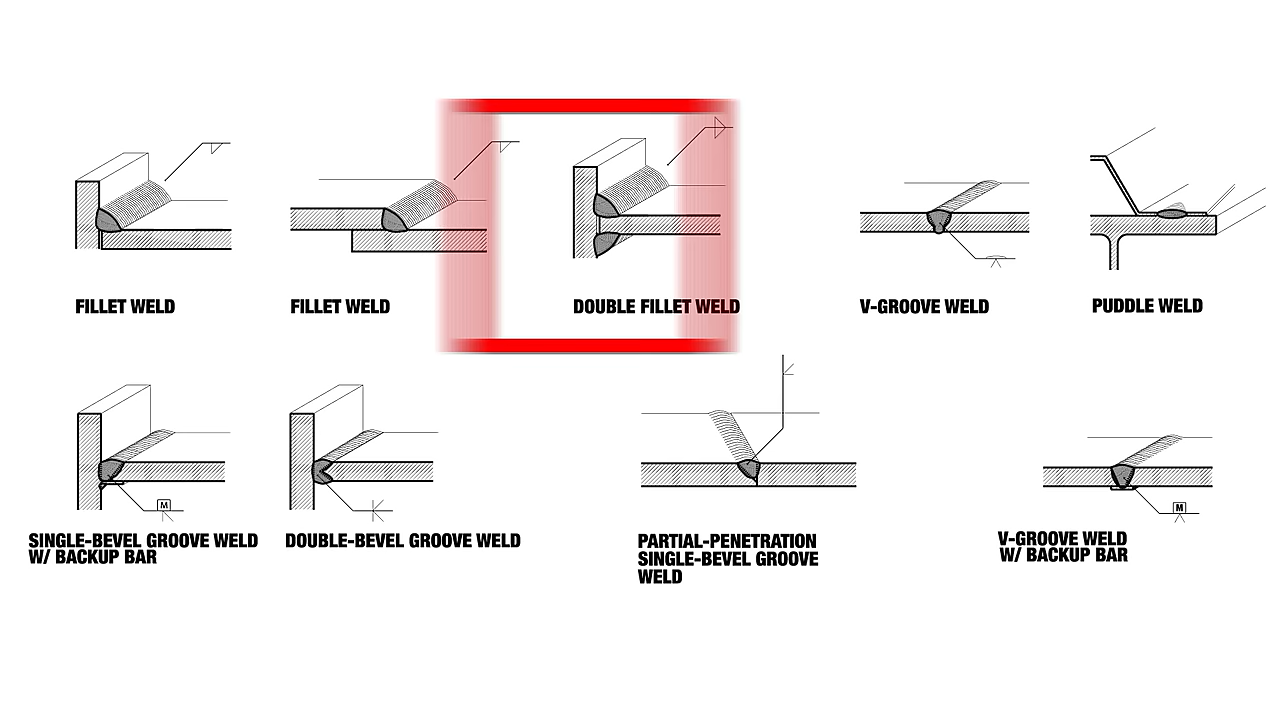 FILLET WELD
FILLET WELD
DOUBLE FILLET WELD
V-GROOVE WELD
PUDDLE WELD
M
SINGLE-BEVEL GROOVE WELD
W/ BACKUP BAR
DOUBLE-BEVEL GROOVE WELD
PARTIAL-PENETRATION
SINGLE-BEVEL GROOVE
WELD
M
V-GROOVE WELD
W/ BACKUP BAR